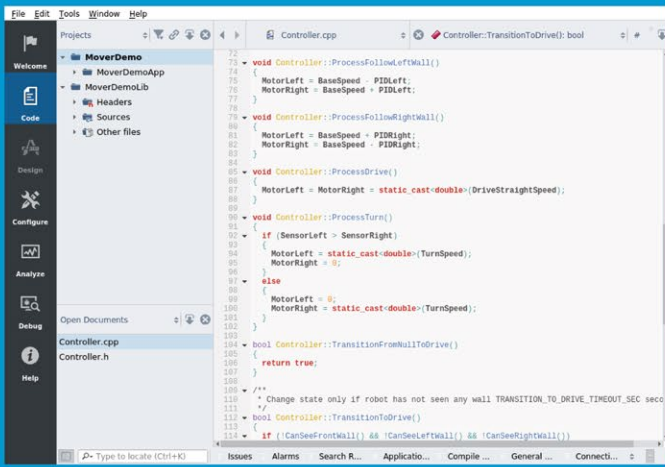 File Edit Tools Window Help
Projects
Controller.cpp
Controller::TransitionToDrive(): bool
#
Welcome
Code
Design
Configure
Analyze
Debug
Help
MoverDemo
MoverDemoApp
MoverDemoLib
Headers
Sources
Other files
Open Documents
Controller.cpp
Controller.h
72
73 void Controller::ProcessFollowLeftWall()
74 {
75 MotorLeft = BaseSpeed - PIDLeft;
76 MotorRight = BaseSpeed + PIDLeft;
77 }
78
79 void Controller::ProcessFollowRightWall()
80 {
81 MotorLeft = BaseSpeed + PIDRight;
82 MotorRight = BaseSpeed - PIDRight;
83 }
84
85 void Controller::ProcessDrive()
86 {
87 MotorLeft = MotorRight = static_cast<double>(DriveStraightSpeed);
88 }
89
90 void Controller::ProcessTurn()
91 {
92 if (SensorLeft > SensorRight)
93 {
94 MotorLeft = static_cast<double>(TurnSpeed);
95 MotorRight = 0;
96 }
97 else
98 {
99 MotorLeft = 0;
100 MotorRight = static_cast<double>(TurnSpeed);
101 }
102 }
103
104 bool Controller::TransitionFromNullToDrive()
105 {
106 return true;
107 }
108
109 /**
110 * Change state only if robot has not seen any wall TRANSITION_TO_DRIVE_TIMEOUT_SEC seco
111 */
112 bool Controller::TransitionToDrive()
113 {
114 if (!CanSeeFrontWall() && !CanSeeLeftWall() && !CanSeeRightWall())
Type to locate (Ctrl+K)
Issues Alarms Search R... Applicatio... Compile ... General ... Connecti...